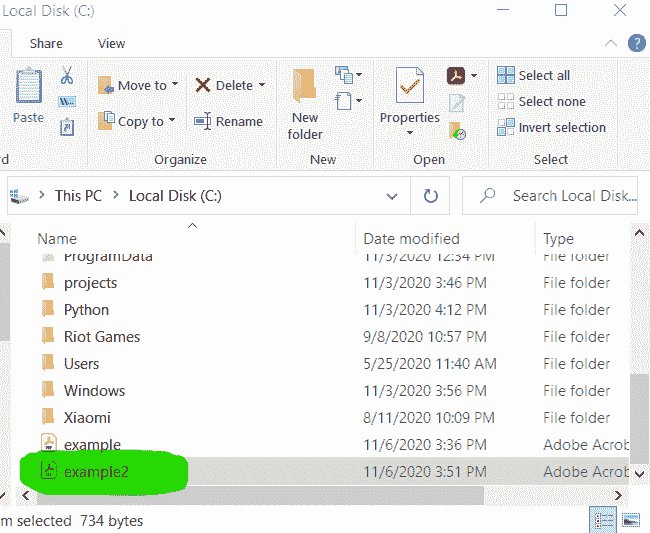 Local Disk (C:)
Share View
Paste
W...
Move to
Copy to
Delete
Rename
Organize
New
folder
New
Properties
Open
Select all
Select none
Invert selection
Select
This PC Local Disk (C:)
Search Local Disk...
Name Date modified Type
ProgramData 11/3/2020 12:34 PM File folder
projects 11/3/2020 3:46 PM File folder
Python 11/3/2020 4:12 PM File folder
Riot Games 9/8/2020 10:57 PM File folder
Users 5/25/2020 11:40 AM File folder
Windows 11/3/2020 3:56 PM File folder
Xiaomi 8/11/2020 10:09 PM File folder
example 11/6/2020 3:36 PM Adobe Acrob
example2 11/6/2020 3:51 PM Adobe Acrob
m selected 734 bytes